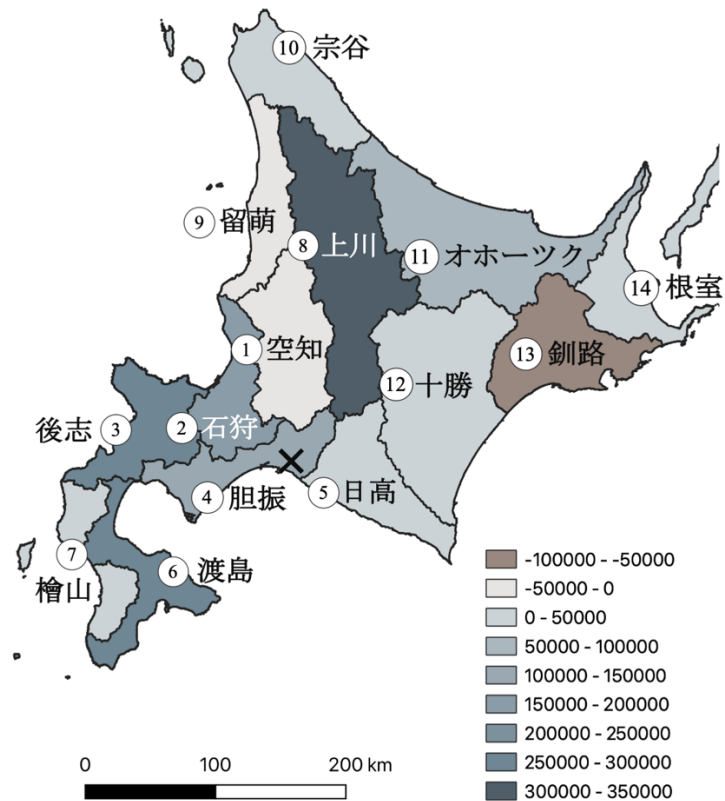 10 宗谷
9 留萌
8 上川
11 オホーツク
14 根室
1 空知
13 釧路
12 十勝
後志 3
2 石狩
4 胆振
5 日高
7
檜山
6 渡島
-100000 - -50000
-50000 - 0
0 - 50000
50000 - 100000
100000 - 150000
150000 - 200000
200000 - 250000
250000 - 300000
300000 - 350000
0 100 200 km